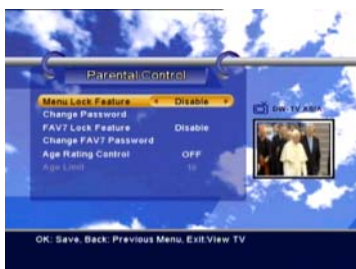 Parental Control
Menu Lock Feature Disable
Change Password
FAV7 Lock Feature Disable
Change FAV7 Password
Age Rating Control OFF
Age Limit
DW-TV ASIA
OK: Save, Back: Previous Menu, Exit:View TV